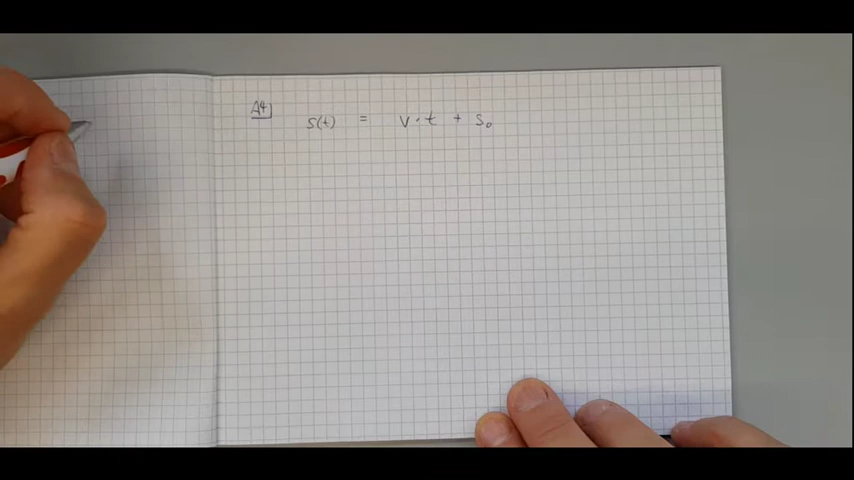 A4
s(t) = v · t + s₀